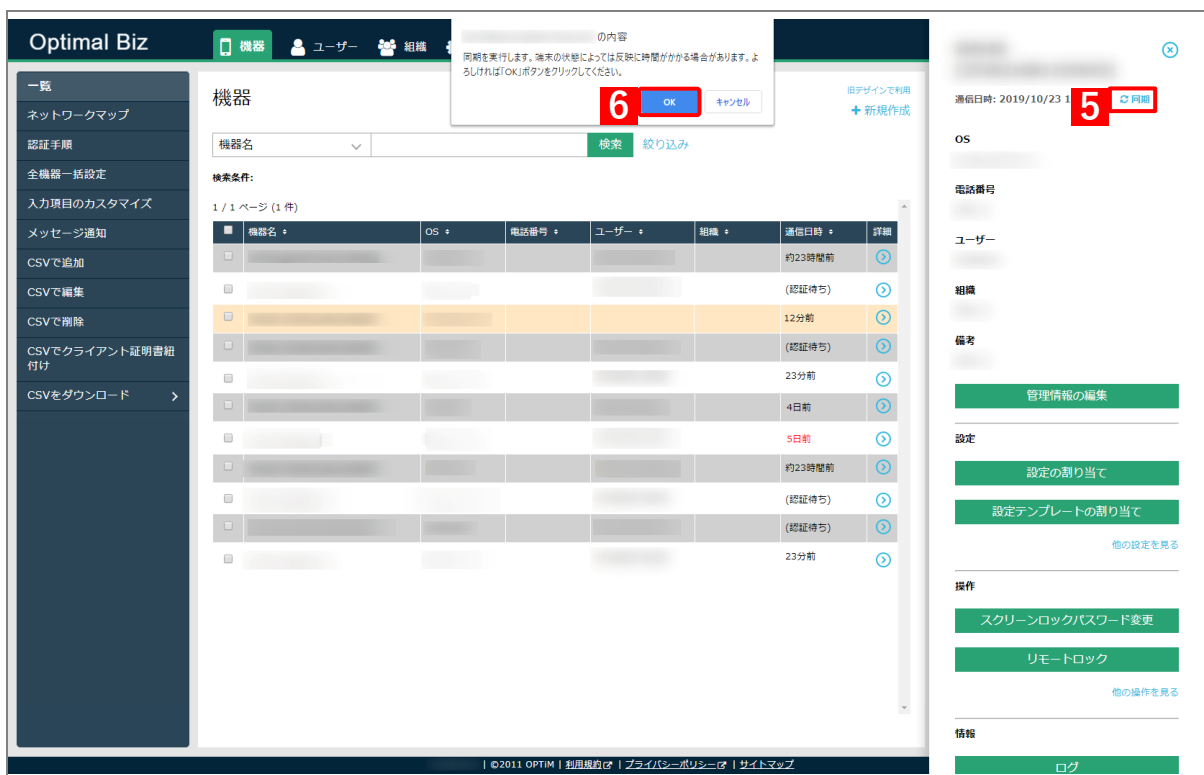 Optimal Biz
機器
ユーザー
組織
の内容
同期を実行します。端末の状態によっては反映に時間がかかる場合があります。よ
ろしければ「OK」ボタンをクリックしてください。
6
OK
キャンセル
一覧
ネットワークマップ
認証手順
全機器一括設定
入力項目のカスタマイズ
メッセージ通知
CSVで追加
CSVで編集
CSVで削除
CSVでクライアント証明書紐
付け
CSVをダウンロード
機器
旧デザインで利用
+ 新規作成
機器名
検索
絞り込み
検索条件:
1 / 1 ページ (1 件)
機器名 OS 電話番号 ユーザー 組織 通信日時 詳細
約23時間前
(認証待ち)
12分前
(認証待ち)
23分前
4日前
5日前
約23時間前
(認証待ち)
(認証待ち)
23分前
通信日時: 2019/10/23 1
5
同期
OS
電話番号
ユーザー
組織
備考
管理情報の編集
設定
設定の割り当て
設定テンプレートの割り当て
他の設定を見る
操作
スクリーンロックパスワード変更
リモートロック
他の操作を見る
情報
ログ
| ©2011 OPTiM | 利用規約 | プライバシーポリシー | サイトマップ